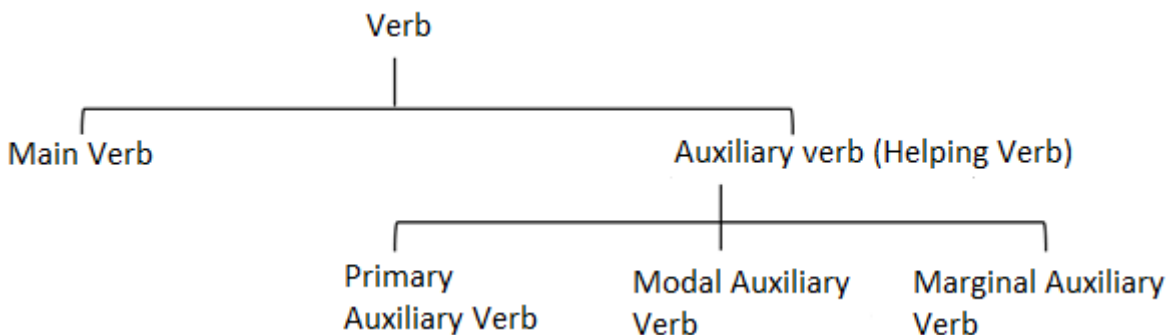 Verb
Main Verb
Auxiliary verb (Helping Verb)
Primary
Auxiliary Verb
Modal Auxiliary
Verb
Marginal Auxiliary
Verb